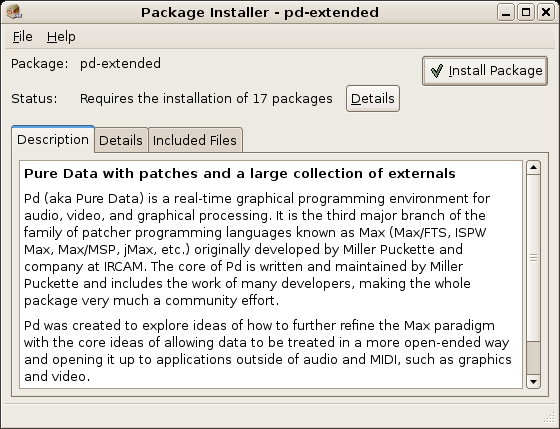 Package Installer - pd-extended
File Help
Package: pd-extended
Install Package
Status: Requires the installation of 17 packages Details
Description Details Included Files
Pure Data with patches and a large collection of externals
Pd (aka Pure Data) is a real-time graphical programming environment for
audio, video, and graphical processing. It is the third major branch of the
family of patcher programming languages known as Max (Max/FTS, ISPW
Max, Max/MSP, jMax, etc.) originally developed by Miller Puckette and
company at IRCAM. The core of Pd is written and maintained by Miller
Puckette and includes the work of many developers, making the whole
package very much a community effort.
Pd was created to explore ideas of how to further refine the Max paradigm
with the core ideas of allowing data to be treated in a more open-ended way
and opening it up to applications outside of audio and MIDI, such as graphics
and video.